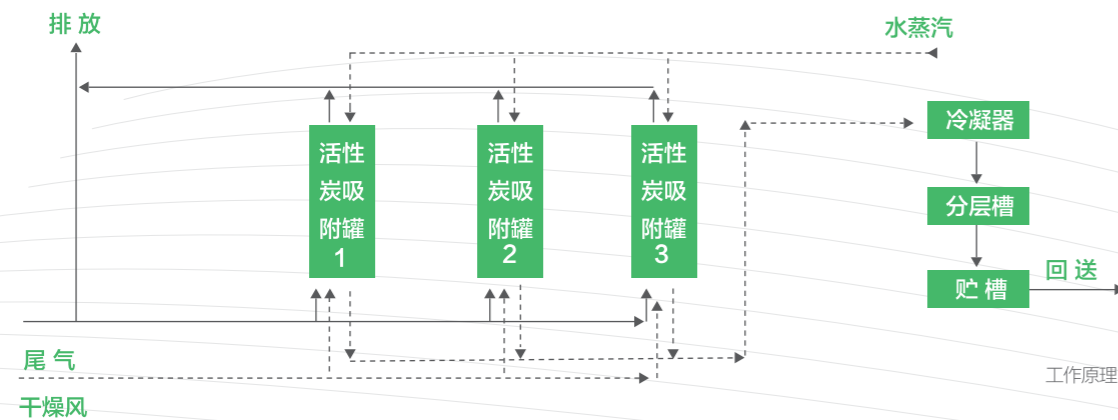 排 放
水蒸汽
活性
炭吸
附罐
1
活性
炭吸
附罐
2
活性
炭吸
附罐
3
冷凝器
分层槽
贮 槽
回 送
尾 气
干燥风
工作原理